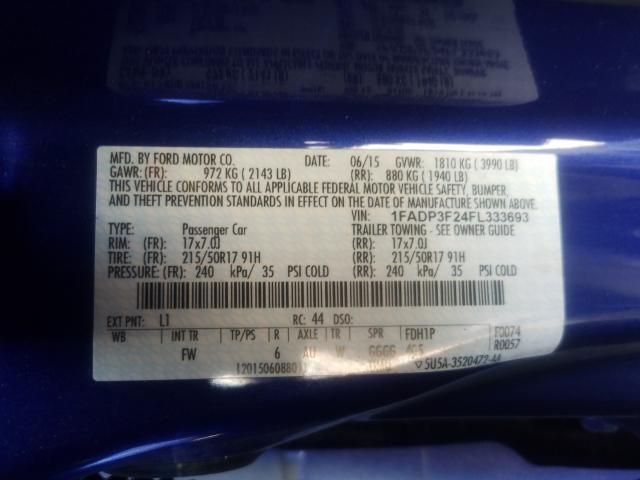 MFD. BY FORD MOTOR CO. DATE: 06/15 GVWR: 1810 KG ( 3990 LB)
GAWR: (FR): 972 KG ( 2143 LB) (RR): 880 KG ( 1940 LB)
THIS VEHICLE CONFORMS TO ALL APPLICABLE FEDERAL MOTOR VEHICLE SAFETY, BUMPER,
AND THEFT PREVENTION STANDARDS IN EFFECT ON THE DATE OF MANUFACTURE SHOWN ABOVE.
VIN: 1FADP3F24FL333693
TYPE: Passenger Car TRAILER TOWING - SEE OWNER GUIDE
RIM: (FR): 17x7.0J (RR): 17x7.0J
TIRE: (FR): 215/50R17 91H (RR): 215/50R17 91H
PRESSURE: (FR): 240 kPa/ 35 PSI COLD (RR): 240 kPa/ 35 PSI COLD
EXT PNT: L1 RC: 44 DSO:
WB INT TR TP/PS R AXLE TR SPR FDH1P F0074
FW 6 AU W GGGG R0057
5U5A-3520472-AA